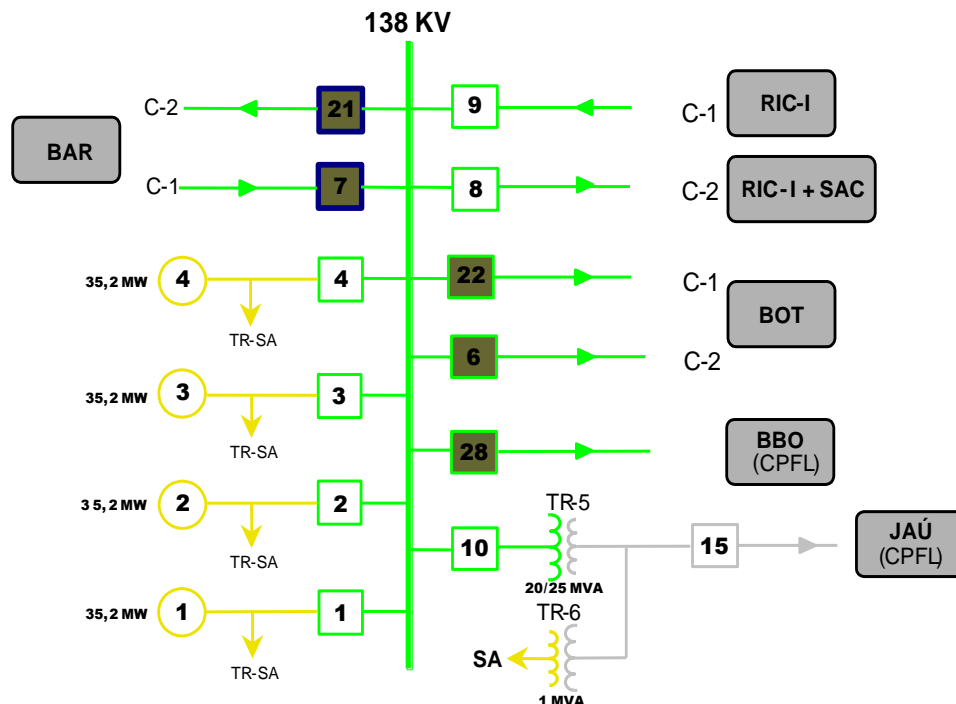 138 KV
C-2
21
9
C-1
RIC-I
BAR
C-1
7
8
C-2
RIC-I + SAC
35,2 MW
4
4
22
C-1
TR-SA
BOT
6
C-2
35,2 MW
3
3
TR-SA
28
BBO
(CPFL)
35,2 MW
2
2
TR-5
TR-SA
10
15
JAÚ
(CPFL)
20/25 MVA
35,2 MW
1
1
TR-6
TR-SA
SA
1 MVA